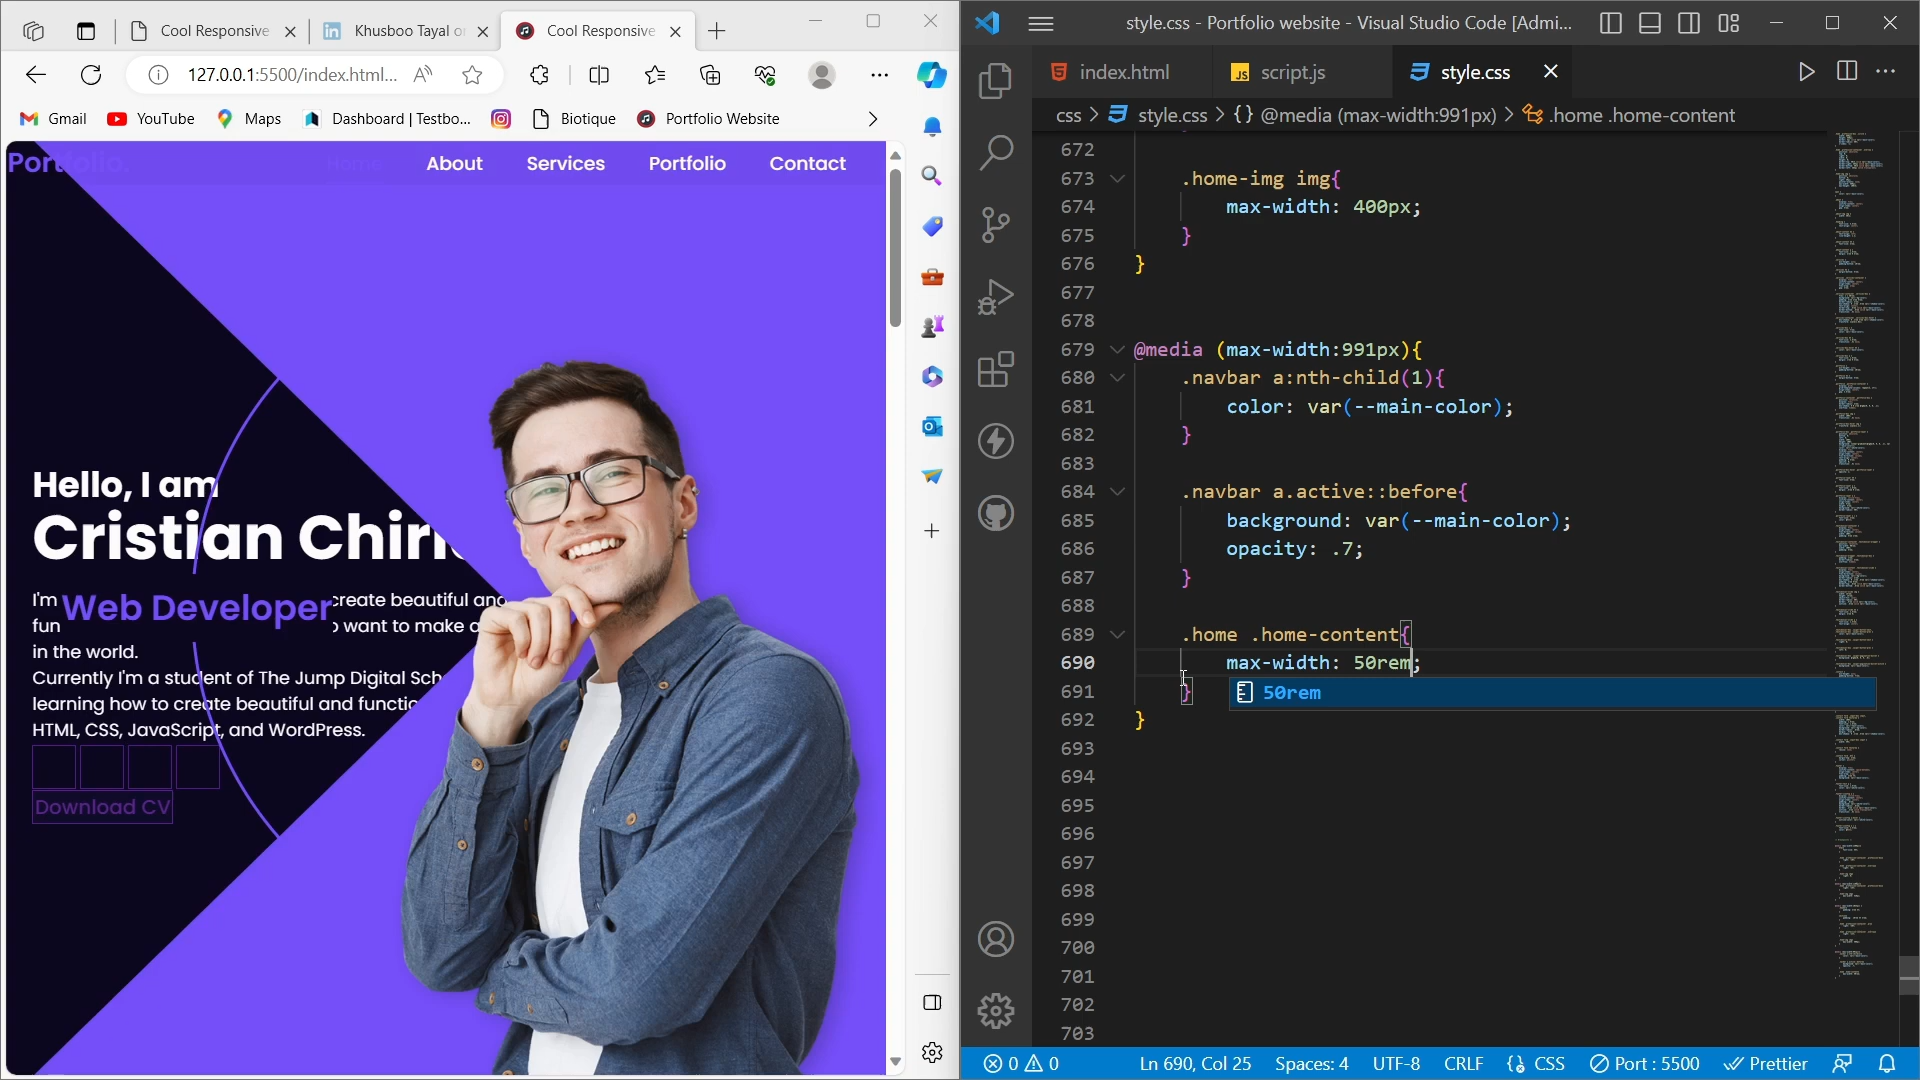 Cool Responsive
Khusboo Tayal or
Cool Responsive
127.0.0.1:5500/index.html...
Gmail
YouTube
Maps
Dashboard | Testbo...
Biotique
Portfolio Website
Portfolio.
Home
About
Services
Portfolio
Contact
Hello, I am
Cristian Chirin
I'm
Web Developer
create beautiful and
fun
o want to make a
in the world.
Currently I'm a student of The Jump Digital Sch
learning how to create beautiful and functio
HTML, CSS, JavaScript, and WordPress.
Download CV
style.css - Portfolio website - Visual Studio Code [Admi...
index.html
JS script.js
style.css
css > style.css > {} @media (max-width:991px) > .home .home-content
672
673 .home-img img{
674 max-width: 400px;
675 }
676 }
677
678
679 @media (max-width:991px){
680 .navbar a:nth-child(1){
681 color: var(--main-color);
682 }
683
684 .navbar a.active::before{
685 background: var(--main-color);
686 opacity: .7;
687 }
688
689 .home .home-content{
690 max-width: 50rem;
691 }
50rem
692 }
693
694
695
696
697
698
699
700
701
702
703
0 0
Ln 690, Col 25
Spaces: 4
UTF-8
CRLF
{} CSS
Port : 5500
Prettier